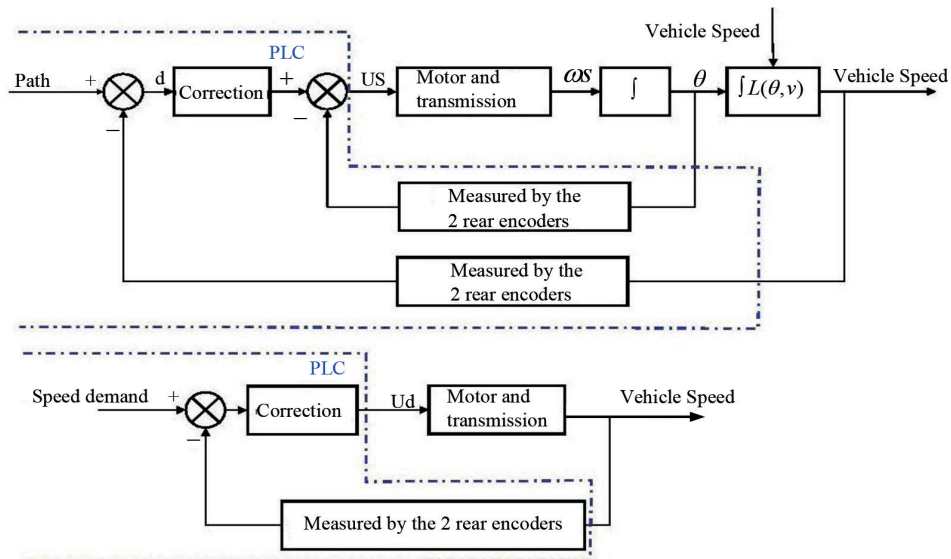 Vehicle Speed
PLC
Path
+
d
Correction
+
US
Motor and
transmission
ωs
∫
θ
∫L(θ,v)
Vehicle Speed
−
−
Measured by the
2 rear encoders
Measured by the
2 rear encoders
PLC
Speed demand
+
Correction
Ud
Motor and
transmission
Vehicle Speed
−
Measured by the 2 rear encoders